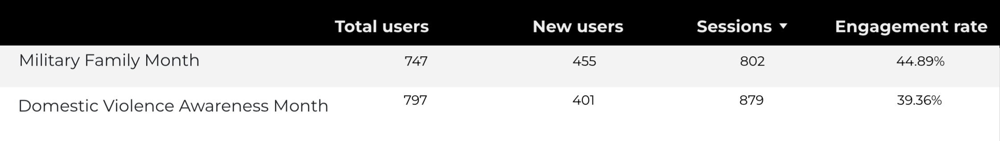 Total users New users Sessions ▼ Engagement rate
Military Family Month 747 455 802 44.89%
Domestic Violence Awareness Month 797 401 879 39.36%